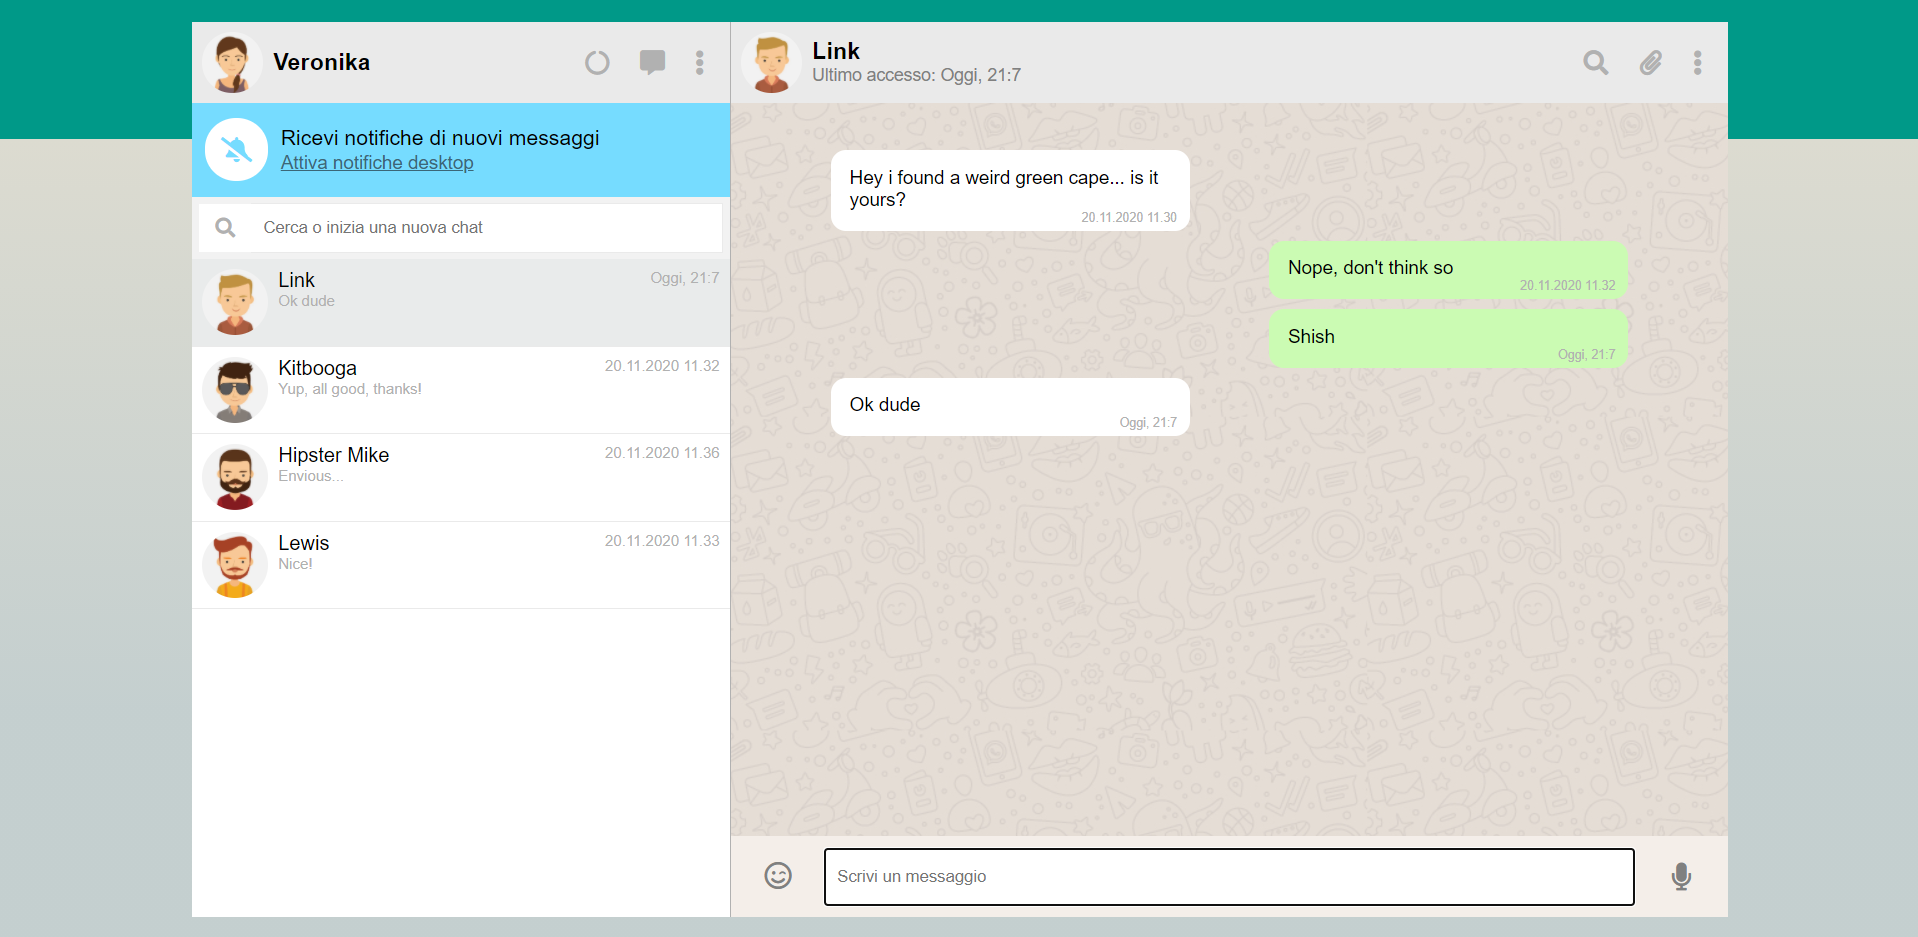 Veronika
Ricevi notifiche di nuovi messaggi
Attiva notifiche desktop
Cerca o inizia una nuova chat
Link
Oggi, 21:7
Ok dude
Kitbooga
20.11.2020 11.32
Yup, all good, thanks!
Hipster Mike
20.11.2020 11.36
Envious...
Lewis
20.11.2020 11.33
Nice!
Link
Ultimo accesso: Oggi, 21:7
Hey i found a weird green cape... is it
yours?
20.11.2020 11.30
Nope, don't think so
20.11.2020 11.32
Shish
Oggi, 21:7
Ok dude
Oggi, 21:7
Scrivi un messaggio